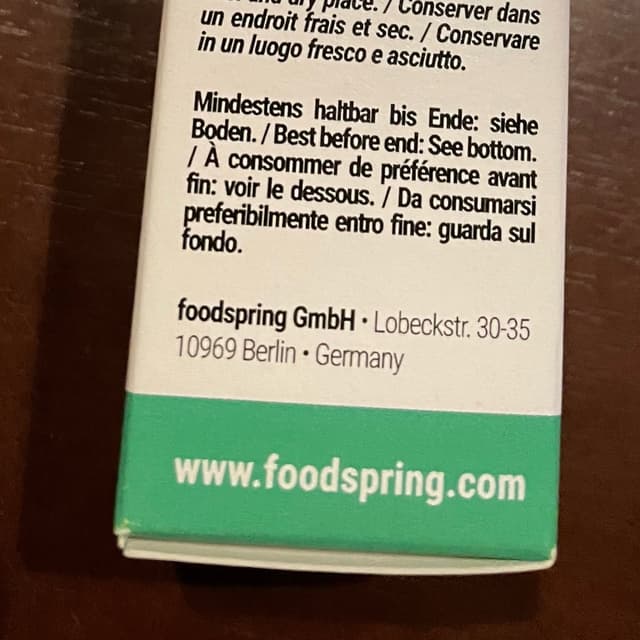 dry place. / Conserver dans
un endroit frais et sec. / Conservare
in un luogo fresco e asciutto.
Mindestens haltbar bis Ende: siehe
Boden. / Best before end: See bottom.
/ À consommer de préférence avant
fin: voir le dessous. / Da consumarsi
preferibilmente entro fine: guarda sul
fondo.
foodspring GmbH • Lobeckstr. 30-35
10969 Berlin • Germany
www.foodspring.com